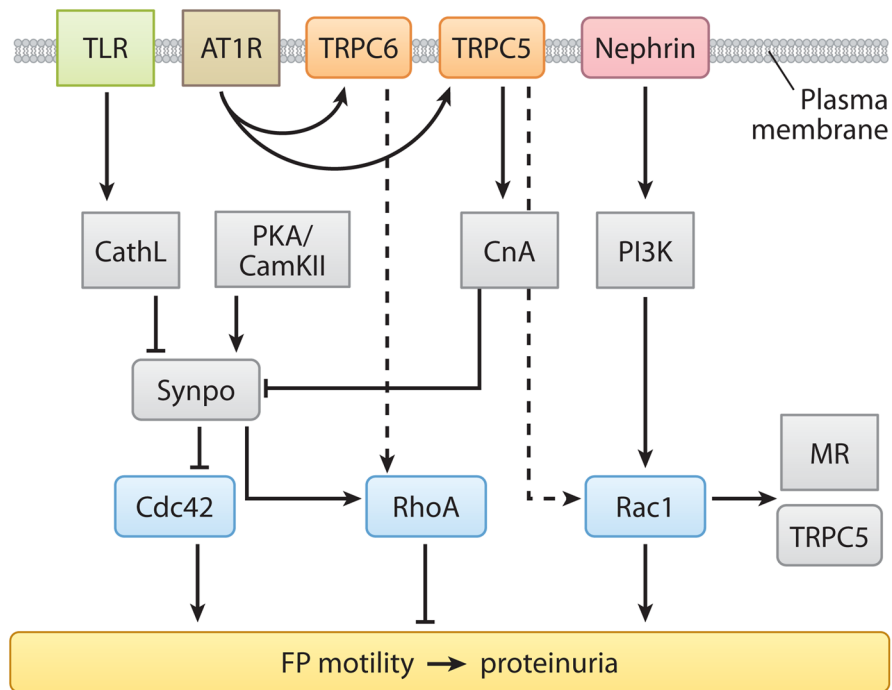 TLR
AT1R
TRPC6
TRPC5
Nephrin
Plasma
membrane
CathL
PKA/
CamKII
CnA
PI3K
Synpo
MR
Cdc42
RhoA
Rac1
TRPC5
FP motility → proteinuria